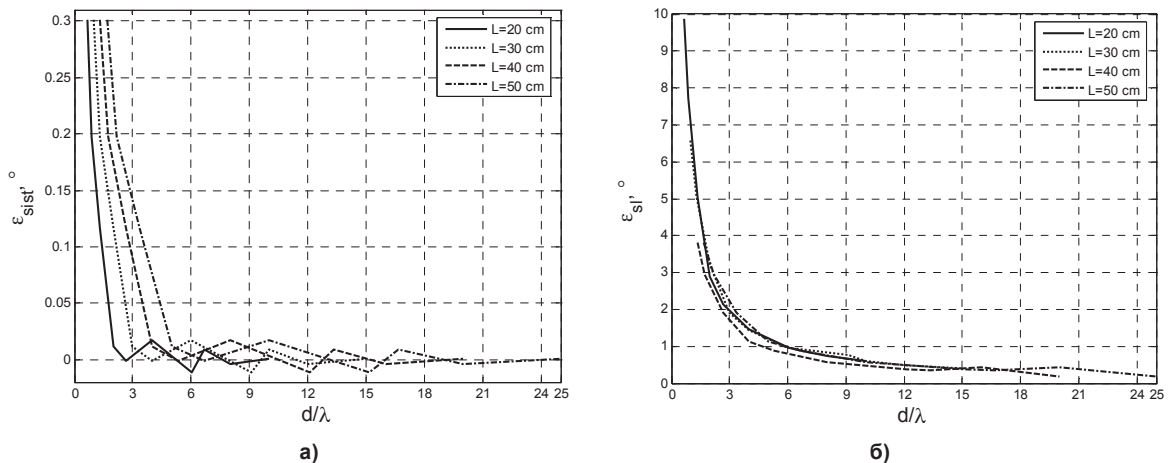 0.3
0.25
0.2
0.15
0.1
0.05
0
ε_sist, °
L=20 cm
L=30 cm
L=40 cm
L=50 cm
0 3 6 9 12 15 18 21 24 25
d/λ
а)
10
9
8
7
6
5
4
3
2
1
0
ε_sl, °
L=20 cm
L=30 cm
L=40 cm
L=50 cm
0 3 6 9 12 15 18 21 24 25
d/λ
б)